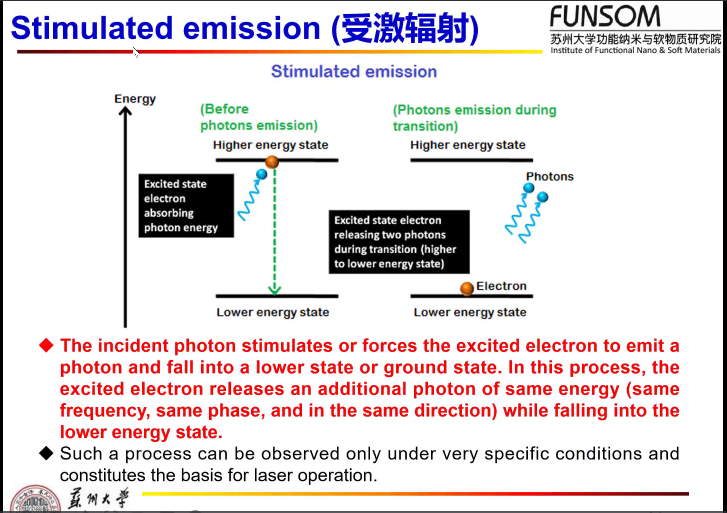 Stimulated emission (受激辐射)
FUNSOM
苏州大学功能纳米与软物质研究院
Institute of Functional Nano & Soft Materials
Stimulated emission
Energy
(Before
photons emission)
Higher energy state
(Photons emission during
transition)
Higher energy state
Excited state
electron
absorbing
photon energy
Photons
Excited state electron
releasing two photons
during transition (higher
to lower energy state)
Electron
Lower energy state
Lower energy state
◆ The incident photon stimulates or forces the excited electron to emit a
photon and fall into a lower state or ground state. In this process, the
excited electron releases an additional photon of same energy (same
frequency, same phase, and in the same direction) while falling into the
lower energy state.
◆ Such a process can be observed only under very specific conditions and
constitutes the basis for laser operation.
蘇州大學